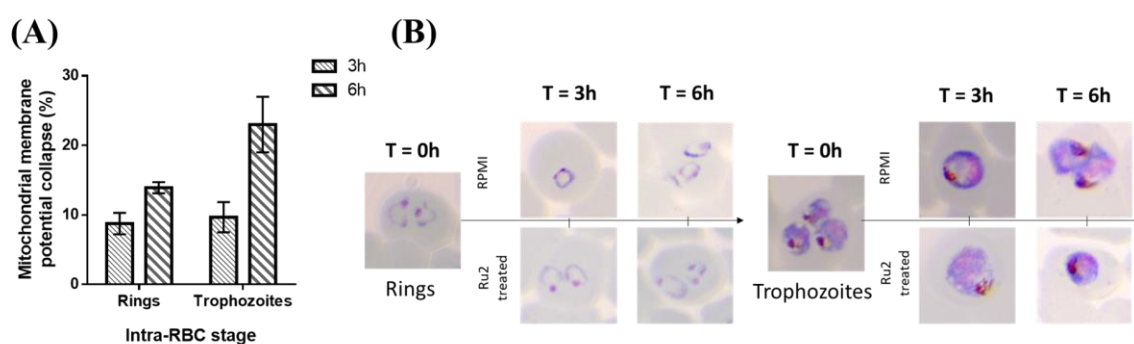 (A)
3h
6h
Mitochondrial membrane
potential collapse (%)
30
20
10
0
Rings
Trophozoites
Intra-RBC stage
(B)
T = 0h
T = 3h
T = 6h
RPMI
Ru2
treated
Rings
T = 0h
T = 3h
T = 6h
RPMI
Ru2
treated
Trophozoites